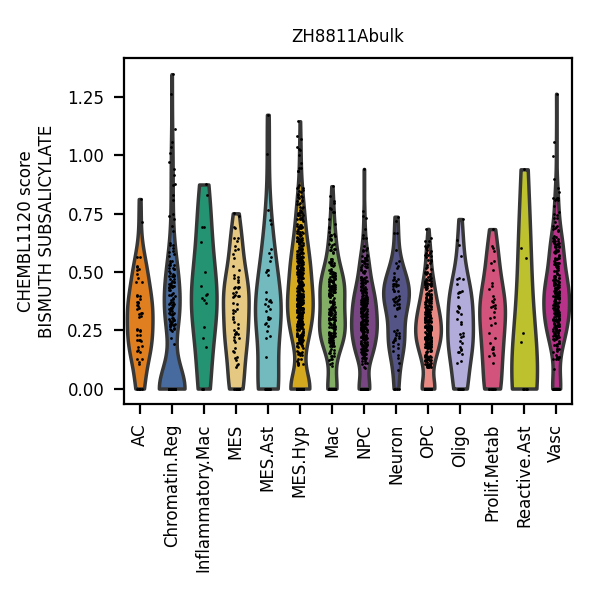 ZH8811Abulk
CHEMBL1120 score
BISMUTH SUBSALICYLATE
1.25
1.00
0.75
0.50
0.25
0.00
AC
Chromatin.Reg
Inflammatory.Mac
MES
MES.Ast
MES.Hyp
Mac
NPC
Neuron
OPC
Oligo
Prolif.Metab
Reactive.Ast
Vasc